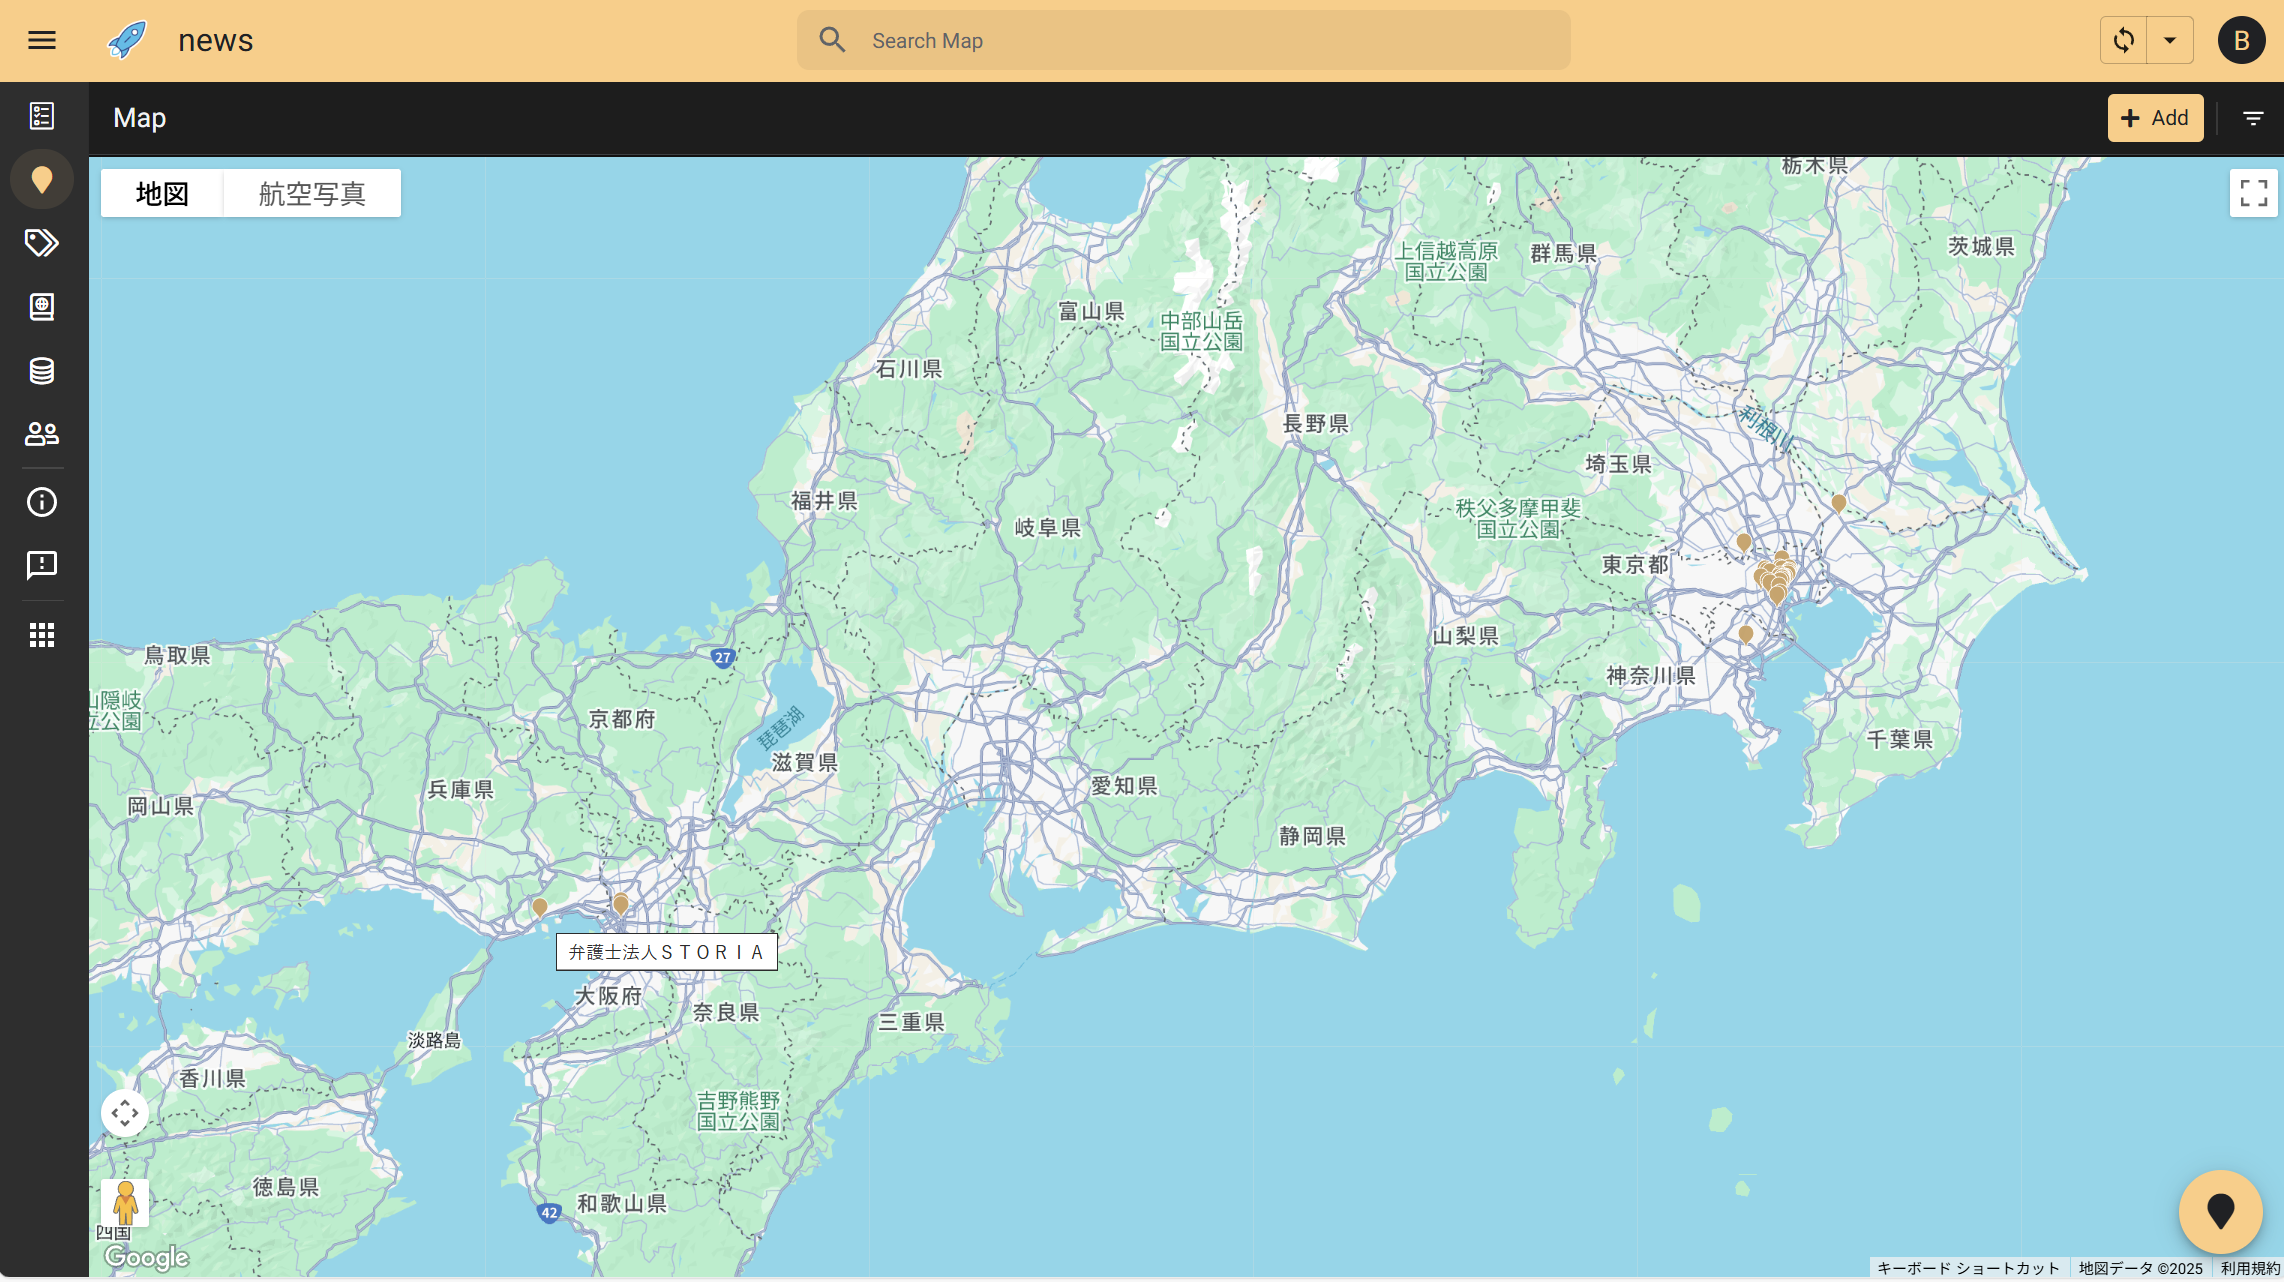 news
Search Map
B
Map
Add
地図
航空写真
栃木県
上信越高原
国立公園
群馬県
茨城県
富山県
中部山岳
国立公園
石川県
長野県
利根川
埼玉県
福井県
岐阜県
秩父多摩甲斐
国立公園
東京都
山梨県
鳥取県
27
神奈川県
山隠岐
立公園
京都府
琵琶湖
滋賀県
千葉県
兵庫県
愛知県
岡山県
静岡県
弁護士法人ＳＴＯＲＩＡ
大阪府
奈良県
三重県
淡路島
香川県
吉野熊野
国立公園
徳島県
和歌山県
42
四国
Google
キーボード ショートカット
地図データ ©2025
利用規約